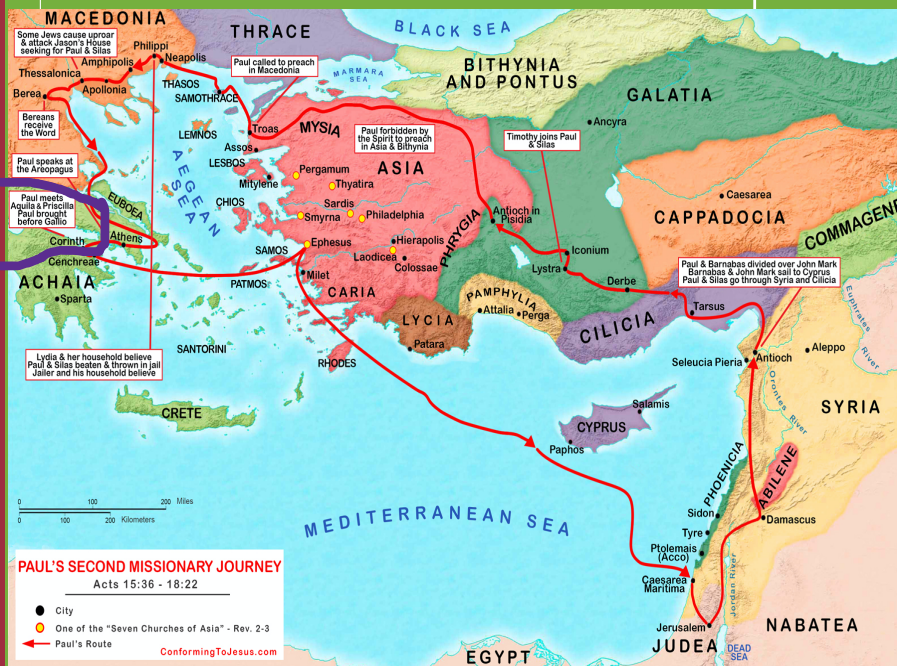 MACEDONIA
THRACE
BLACK SEA
BITHYNIA
AND PONTUS
GALATIA
Some Jews cause uproar
& attack Jason's House
seeking for Paul & Silas
Philippi
Neapolis
Amphipolis
Thessalonica
Apollonia
Berea
Paul called to preach
in Macedonia
MARMARA
SEA
THASOS
SAMOTHRACE
Bereans
receive
the Word
LEMNOS
Troas
MYSIA
Assos
LESBOS
Mitylene
Paul forbidden by
the Spirit to preach
in Asia & Bithynia
Timothy joins Paul
& Silas
Ancyra
ASIA
Pergamum
Thyatira
Paul speaks at
the Areopagus
AEGEAN
SEA
CHIOS
Sardis
Smyrna
Philadelphia
Paul meets
Aquila & Priscilla
Paul brought
before Gallio
EUBOEA
Corinth
Athens
Cenchreae
ACHAIA
Sparta
SAMOS
Ephesus
Hierapolis
Laodicea
Colossae
PHRYGIA
Antioch in
Pisidia
Iconium
Lystra
Derbe
Caesarea
CAPPADOCIA
COMMAGENE
Paul & Barnabas divided over John Mark
Barnabas & John Mark sail to Cyprus
Paul & Silas go through Syria and Cilicia
Milet
PATMOS
CARIA
LYCIA
Patara
PAMPHYLIA
Attalia
Perga
CILICIA
Tarsus
Euphrates
River
SANTORINI
RHODES
Lydia & her household believe
Paul & Silas beaten & thrown in jail
Jailer and his household believe
Seleucia Pieria
Antioch
Aleppo
Orontes River
SYRIA
CRETE
Salamis
CYPRUS
Paphos
PHOENICIA
ABILENE
Sidon
Damascus
Tyre
Ptolemais
(Acco)
MEDITERRANEAN SEA
0 100 200 Miles
0 100 200 Kilometers
Caesarea
Maritima
Jordan River
Jerusalem
JUDEA
DEAD
SEA
NABATEA
EGYPT
PAUL'S SECOND MISSIONARY JOURNEY
Acts 15:36 - 18:22
City
One of the "Seven Churches of Asia" - Rev. 2-3
Paul's Route
ConformingToJesus.com